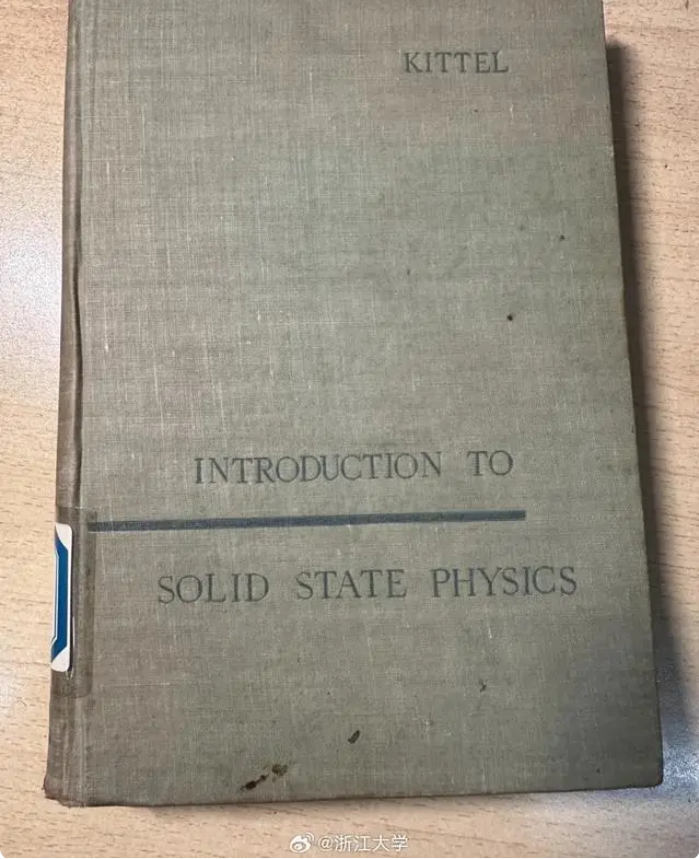 KITTEL
INTRODUCTION TO
SOLID STATE PHYSICS
@浙江大学